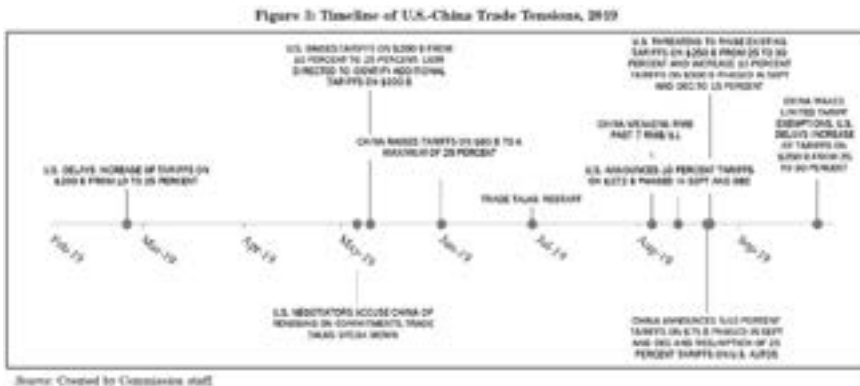 Figure 3: Timeline of U.S.-China Trade Tensions, 2019
U.S. RAISES TARIFFS ON $200 B FROM
10 PERCENT TO 25 PERCENT; USTR
DIRECTED TO IDENTIFY ADDITIONAL
TARIFFS ON $300 B
U.S. THREATENS TO RAISE EXISTING
TARIFFS ON $250 B FROM 25 TO 30
PERCENT AND INCREASE 10 PERCENT
TARIFFS ON $300 B PHASED IN SEPT
AND DEC TO 15 PERCENT
CHINA WEAKENS RMB
PAST 7 RMB/$1
CHINA MAKES
LIMITED TARIFF
EXEMPTIONS, U.S.
DELAYS INCREASE
OF TARIFFS ON
$250 B FROM 25
TO 30 PERCENT
CHINA RAISES TARIFFS ON $60 B TO A
MAXIMUM OF 25 PERCENT
U.S. DELAYS INCREASE OF TARIFFS ON
$200 B FROM 10 TO 25 PERCENT
U.S. ANNOUNCES 10 PERCENT TARIFFS
ON PHASED IN SEPT AND DEC
TRADE TALKS RESTART
Feb-19
Mar-19
Apr-19
May-19
Jun-19
Jul-19
Aug-19
Sep-19
U.S. NEGOTIATORS ACCUSE CHINA OF
RENEGING ON COMMITMENTS, TRADE
TALKS BREAK DOWN
CHINA ANNOUNCES 5-10 PERCENT
TARIFFS ON $75 B PHASED IN SEPT
AND DEC AND RESUMPTION OF 25
PERCENT TARIFFS ON U.S. AUTOS
Source: Created by Commission staff.